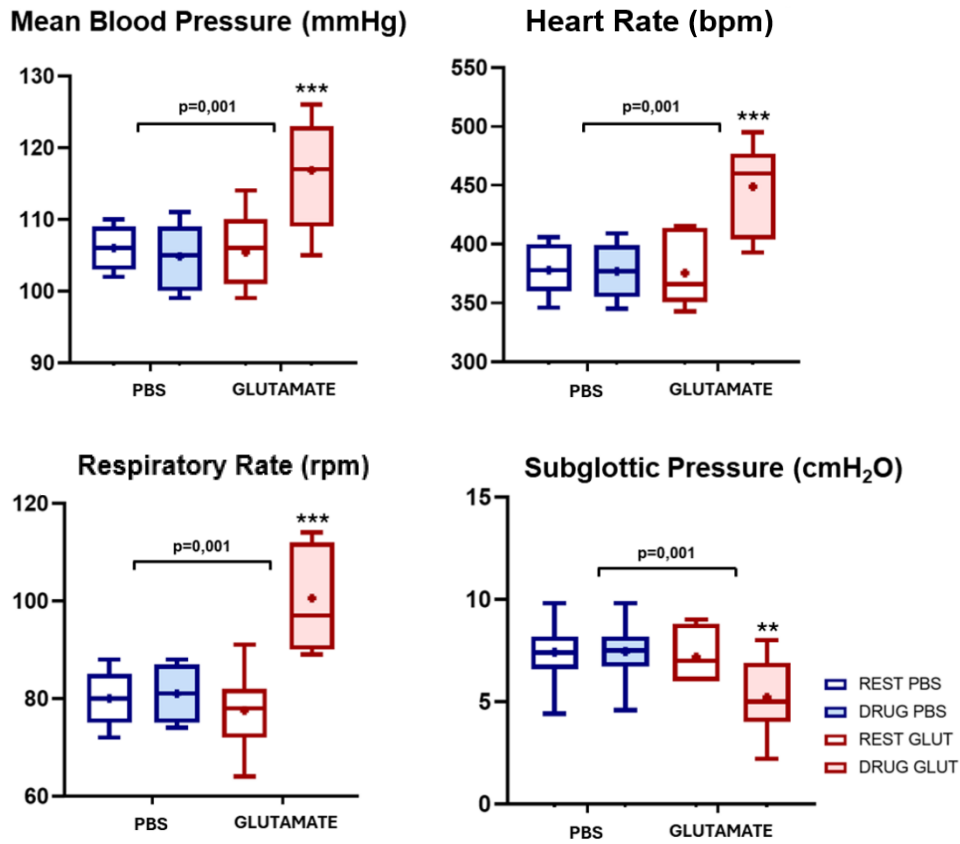 Mean Blood Pressure (mmHg)
130
120
110
100
90
p=0,001
***
PBS
GLUTAMATE
Heart Rate (bpm)
550
500
450
400
350
300
p=0,001
***
PBS
GLUTAMATE
Respiratory Rate (rpm)
120
100
80
60
p=0,001
***
PBS
GLUTAMATE
Subglottic Pressure (cmH₂O)
15
10
5
0
p=0,001
**
PBS
GLUTAMATE
REST PBS
DRUG PBS
REST GLUT
DRUG GLUT